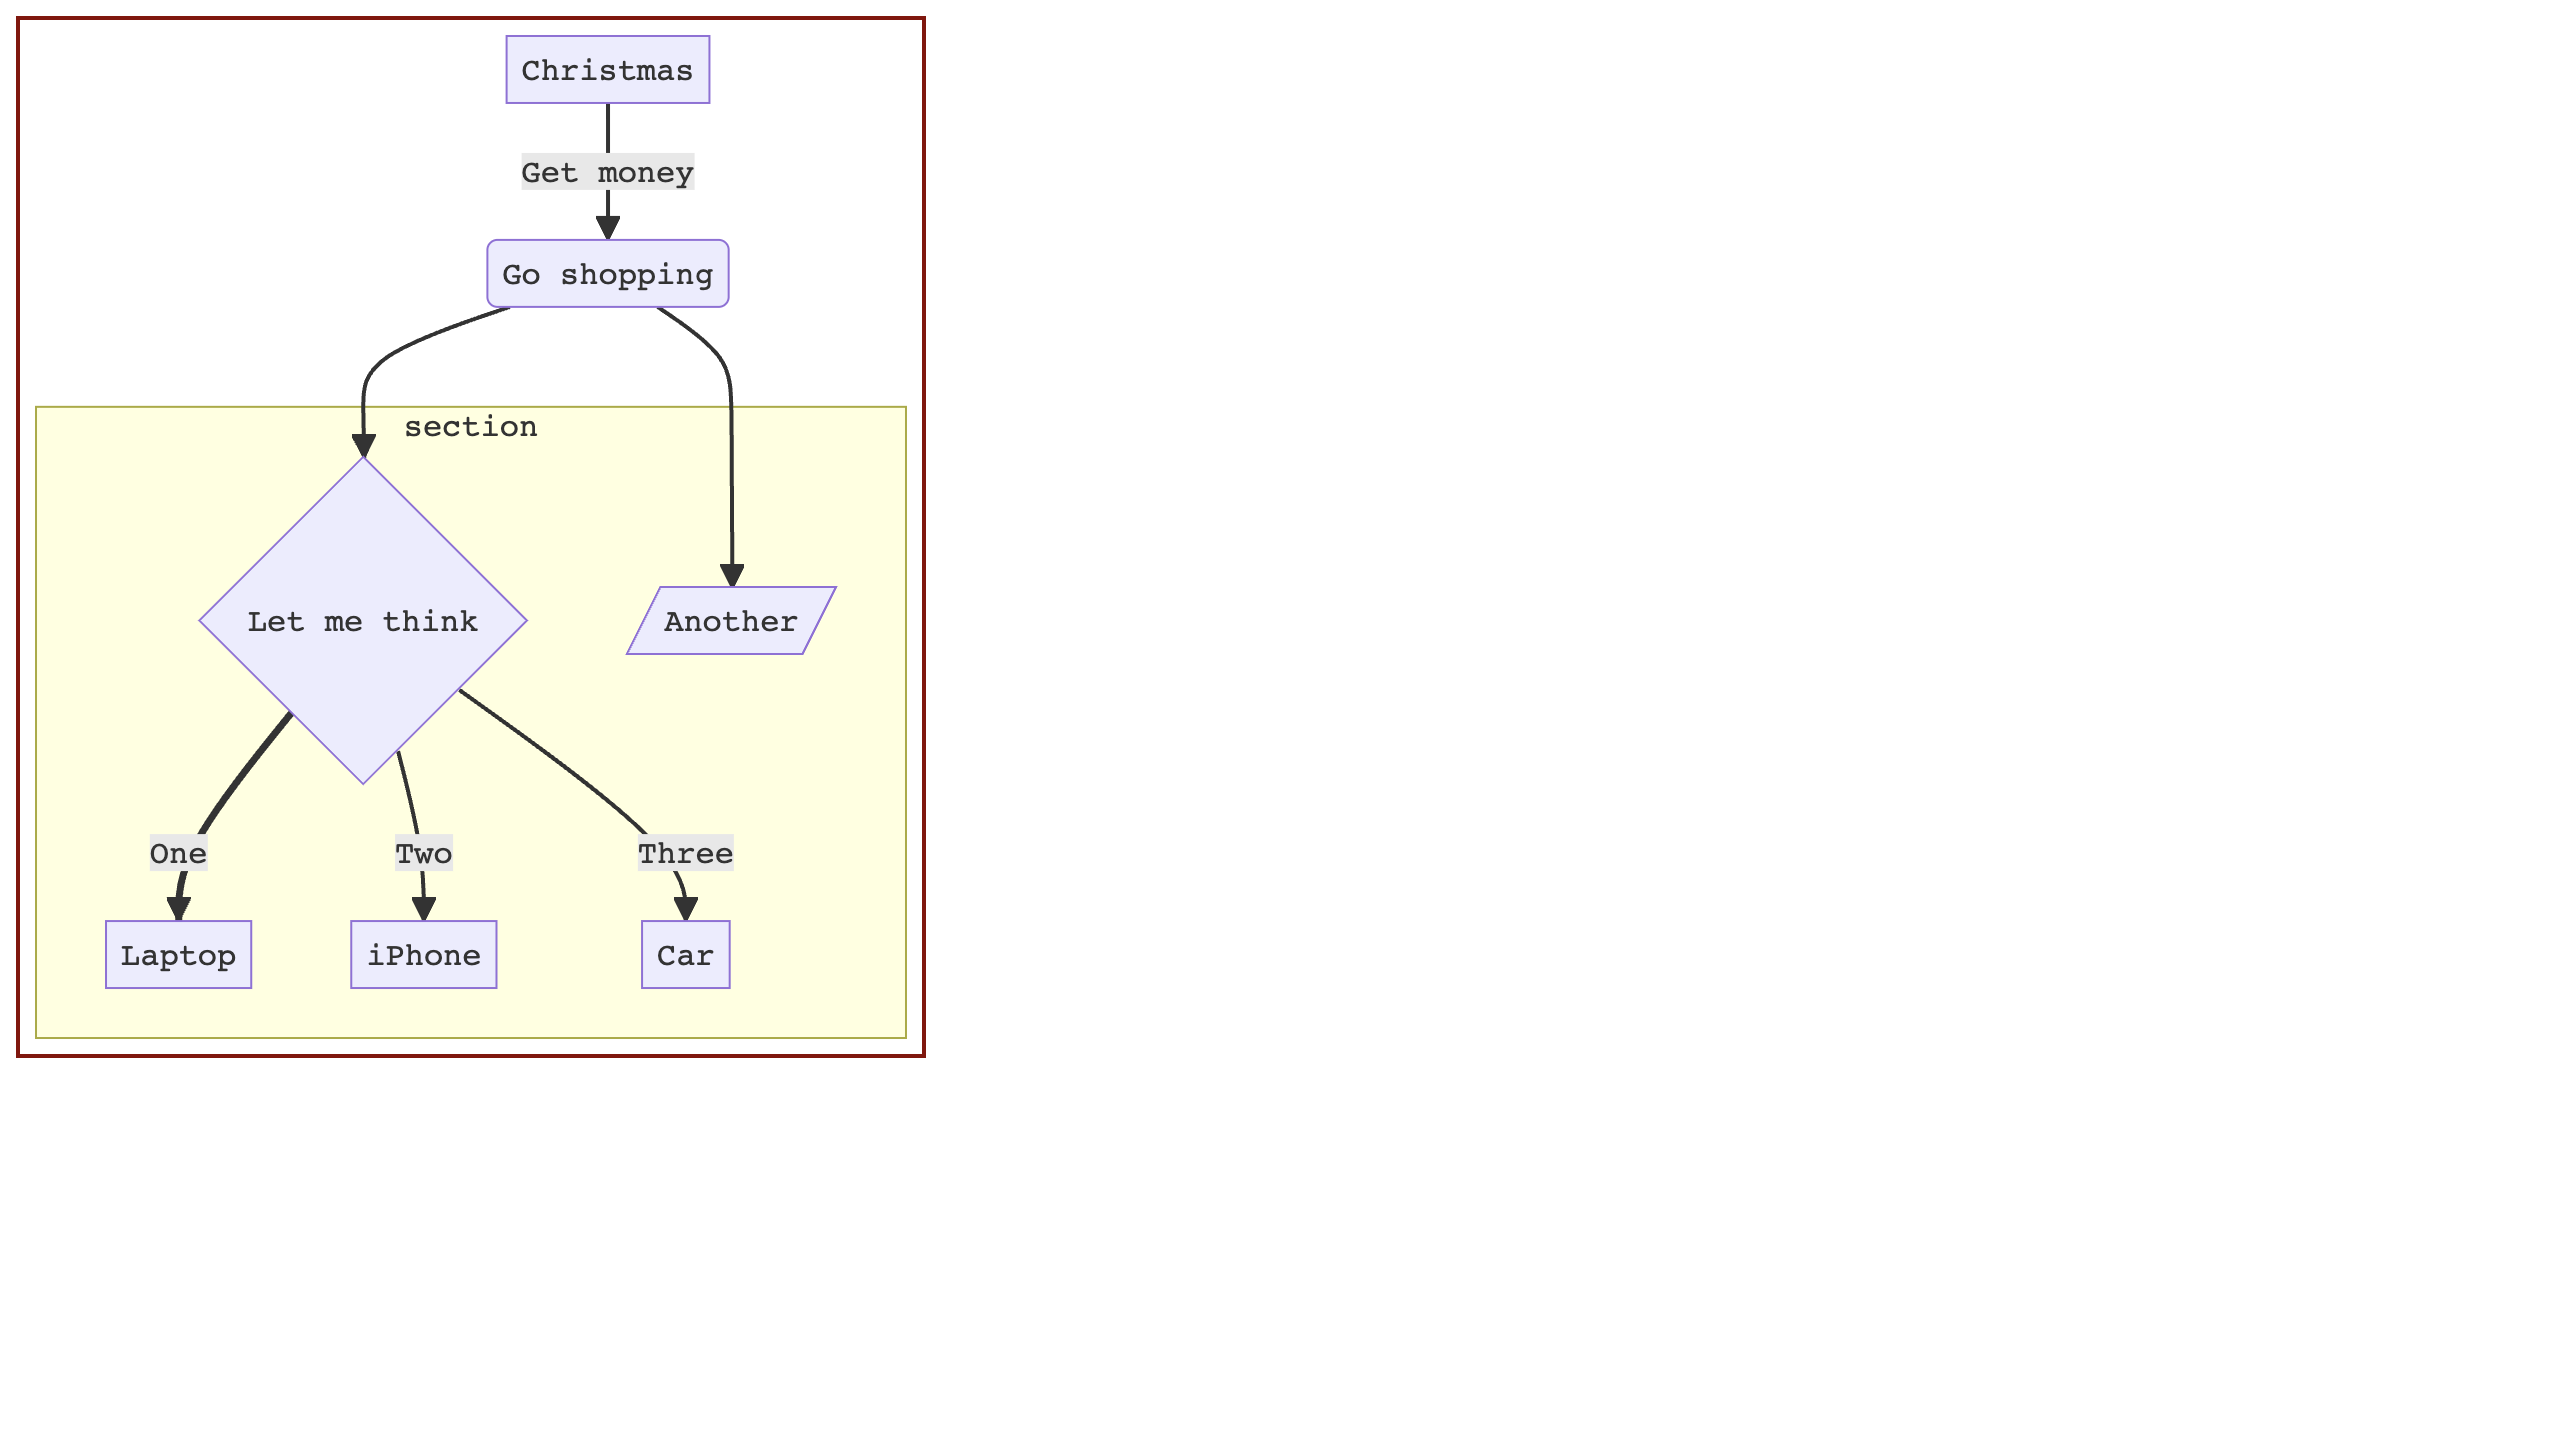 Christmas
Get money
Go shopping
section
Let me think
Another
One
Two
Three
Laptop
iPhone
Car